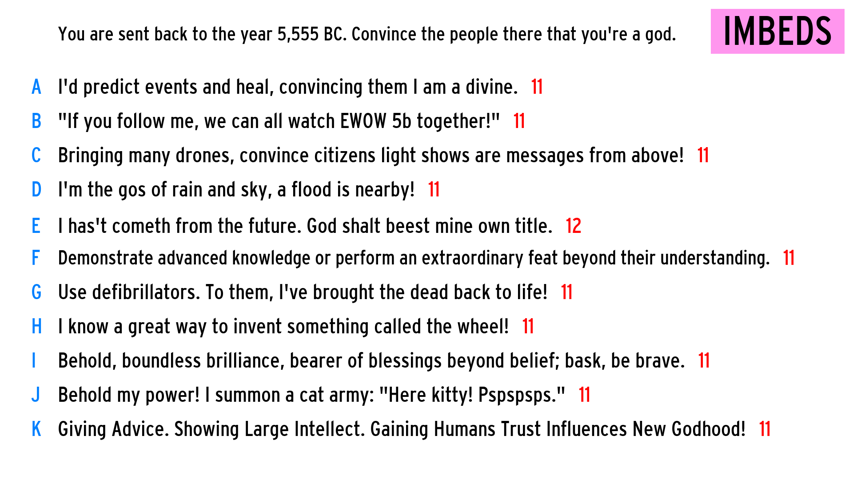 You are sent back to the year 5,555 BC. Convince the people there that you're a god. IMBEDS
A I'd predict events and heal, convincing them I am a divine. 11
B "If you follow me, we can all watch EWOW 5b together!" 11
C Bringing many drones, convince citizens light shows are messages from above! 11
D I'm the gos of rain and sky, a flood is nearby! 11
E I has't cometh from the future. God shalt beest mine own title. 12
F Demonstrate advanced knowledge or perform an extraordinary feat beyond their understanding. 11
G Use defibrillators. To them, I've brought the dead back to life! 11
H I know a great way to invent something called the wheel! 11
I Behold, boundless brilliance, bearer of blessings beyond belief; bask, be brave. 11
J Behold my power! I summon a cat army: "Here kitty! Pspspsps." 11
K Giving Advice. Showing Large Intellect. Gaining Humans Trust Influences New Godhood! 11